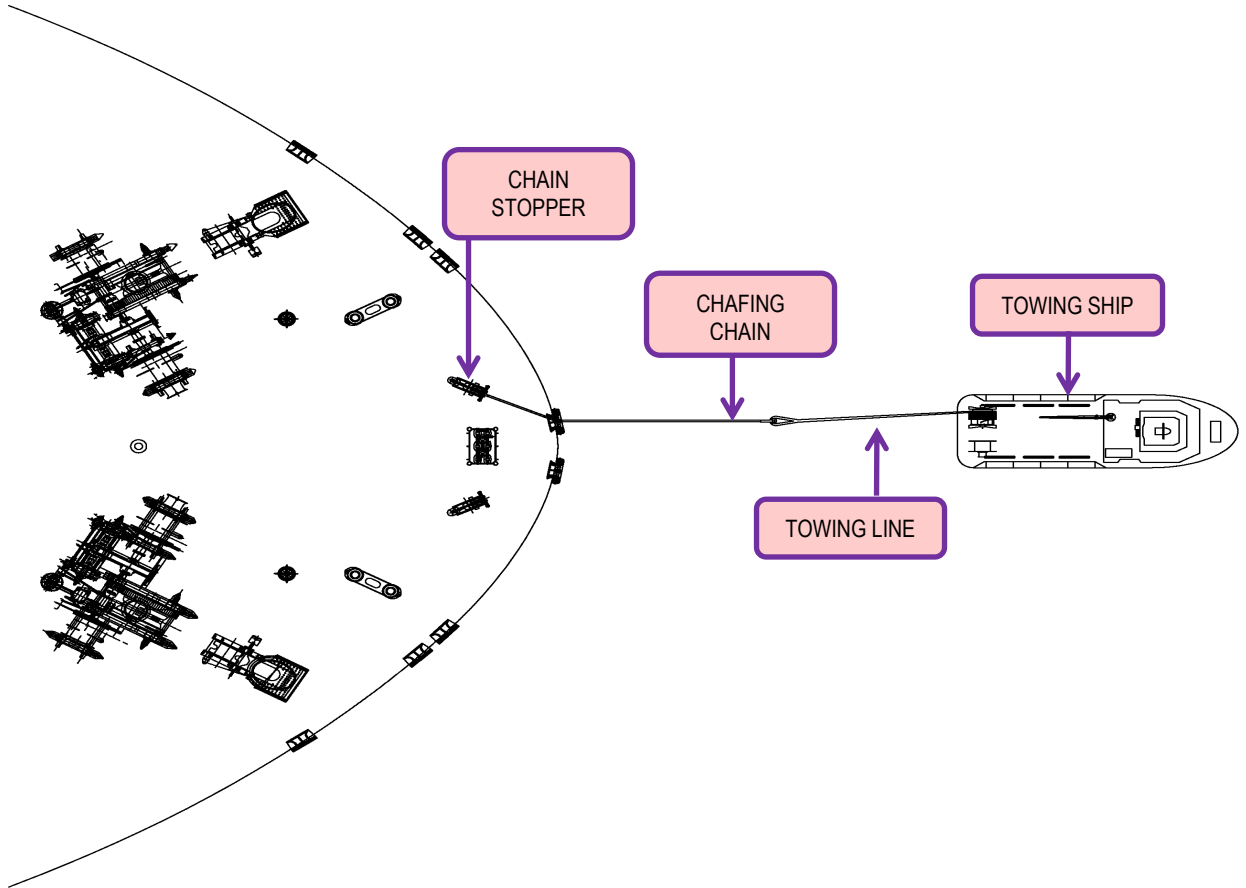 CHAIN
STOPPER
CHAFING
CHAIN
TOWING SHIP
TOWING LINE